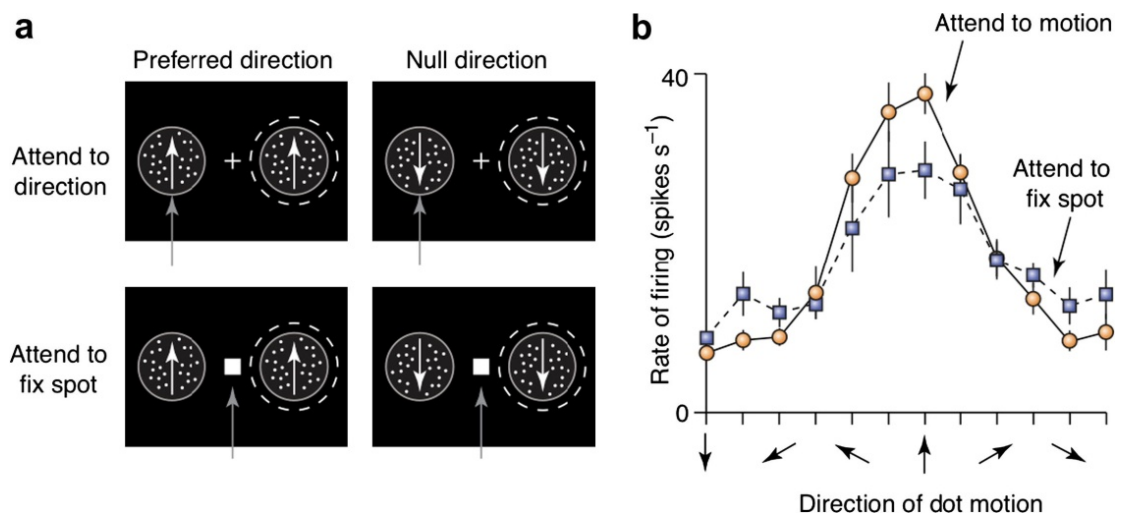 a
Preferred direction
Null direction
Attend to
direction
+
+
Attend to
fix spot
b
Attend to motion
Attend to
fix spot
40
0
Rate of firing (spikes s⁻¹)
Direction of dot motion